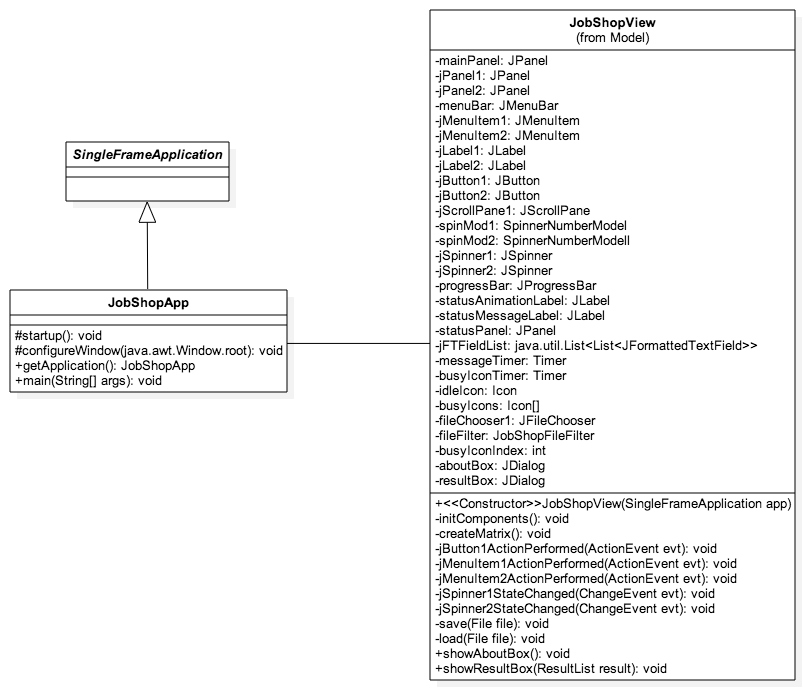 SingleFrameApplication
JobShopApp
#startup(): void
#configureWindow(java.awt.Window.root): void
+getApplication(): JobShopApp
+main(String[] args): void
JobShopView
(from Model)
-mainPanel: JPanel
-jPanel1: JPanel
-jPanel2: JPanel
-menuBar: JMenuBar
-jMenuItem1: JMenuItem
-jMenuItem2: JMenuItem
-jLabel1: JLabel
-jLabel2: JLabel
-jButton1: JButton
-jButton2: JButton
-jScrollPane1: JScrollPane
-spinMod1: SpinnerNumberModel
-spinMod2: SpinnerNumberModell
-jSpinner1: JSpinner
-jSpinner2: JSpinner
-progressBar: JProgressBar
-statusAnimationLabel: JLabel
-statusMessageLabel: JLabel
-statusPanel: JPanel
-jFTFieldList: java.util.List<List<JFormattedTextField>>
-messageTimer: Timer
-busyIconTimer: Timer
-idleIcon: Icon
-busyIcons: Icon[]
-fileChooser1: JFileChooser
-fileFilter: JobShopFileFilter
-busyIconIndex: int
-aboutBox: JDialog
-resultBox: JDialog
+<<Constructor>>JobShopView(SingleFrameApplication app)
-initComponents(): void
-createMatrix(): void
-jButton1ActionPerformed(ActionEvent evt): void
-jMenuItem1ActionPerformed(ActionEvent evt): void
-jMenuItem2ActionPerformed(ActionEvent evt): void
-jSpinner1StateChanged(ChangeEvent evt): void
-jSpinner2StateChanged(ChangeEvent evt): void
-save(File file): void
-load(File file): void
+showAboutBox(): void
+showResultBox(ResultList result): void